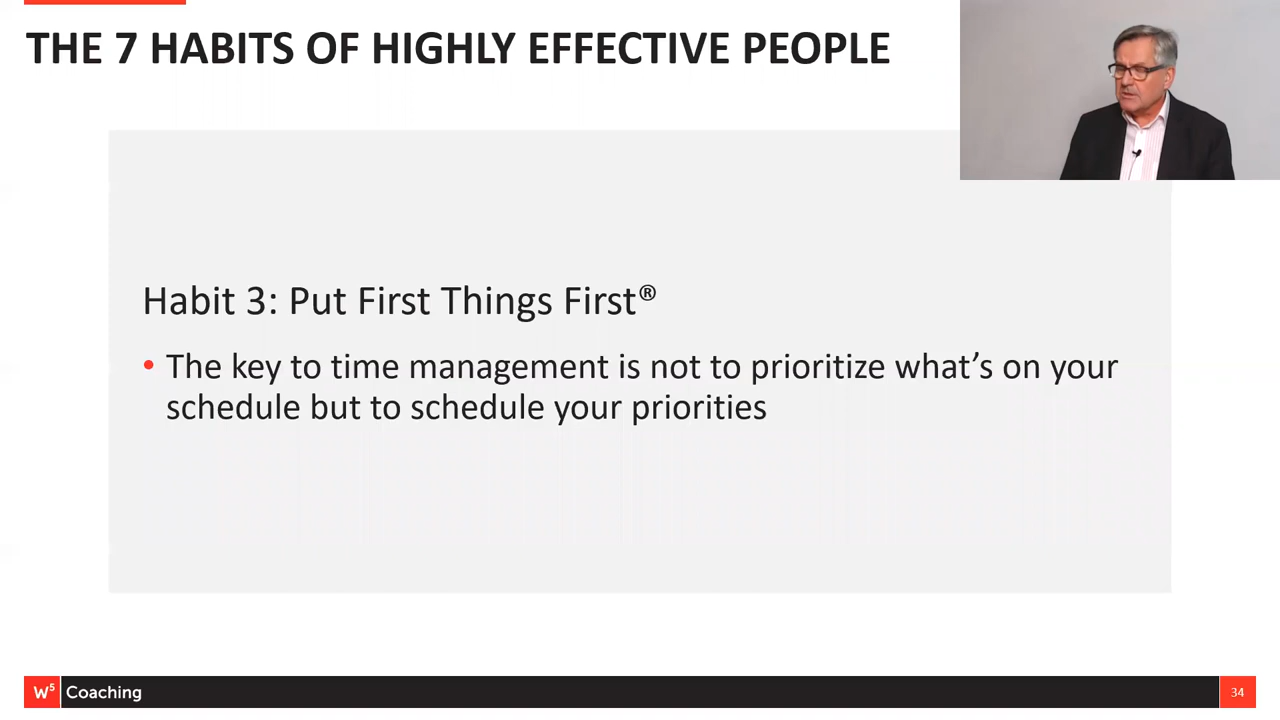 THE 7 HABITS OF HIGHLY EFFECTIVE PEOPLE
Habit 3: Put First Things First®
• The key to time management is not to prioritize what’s on your
schedule but to schedule your priorities
W⁵ Coaching
34